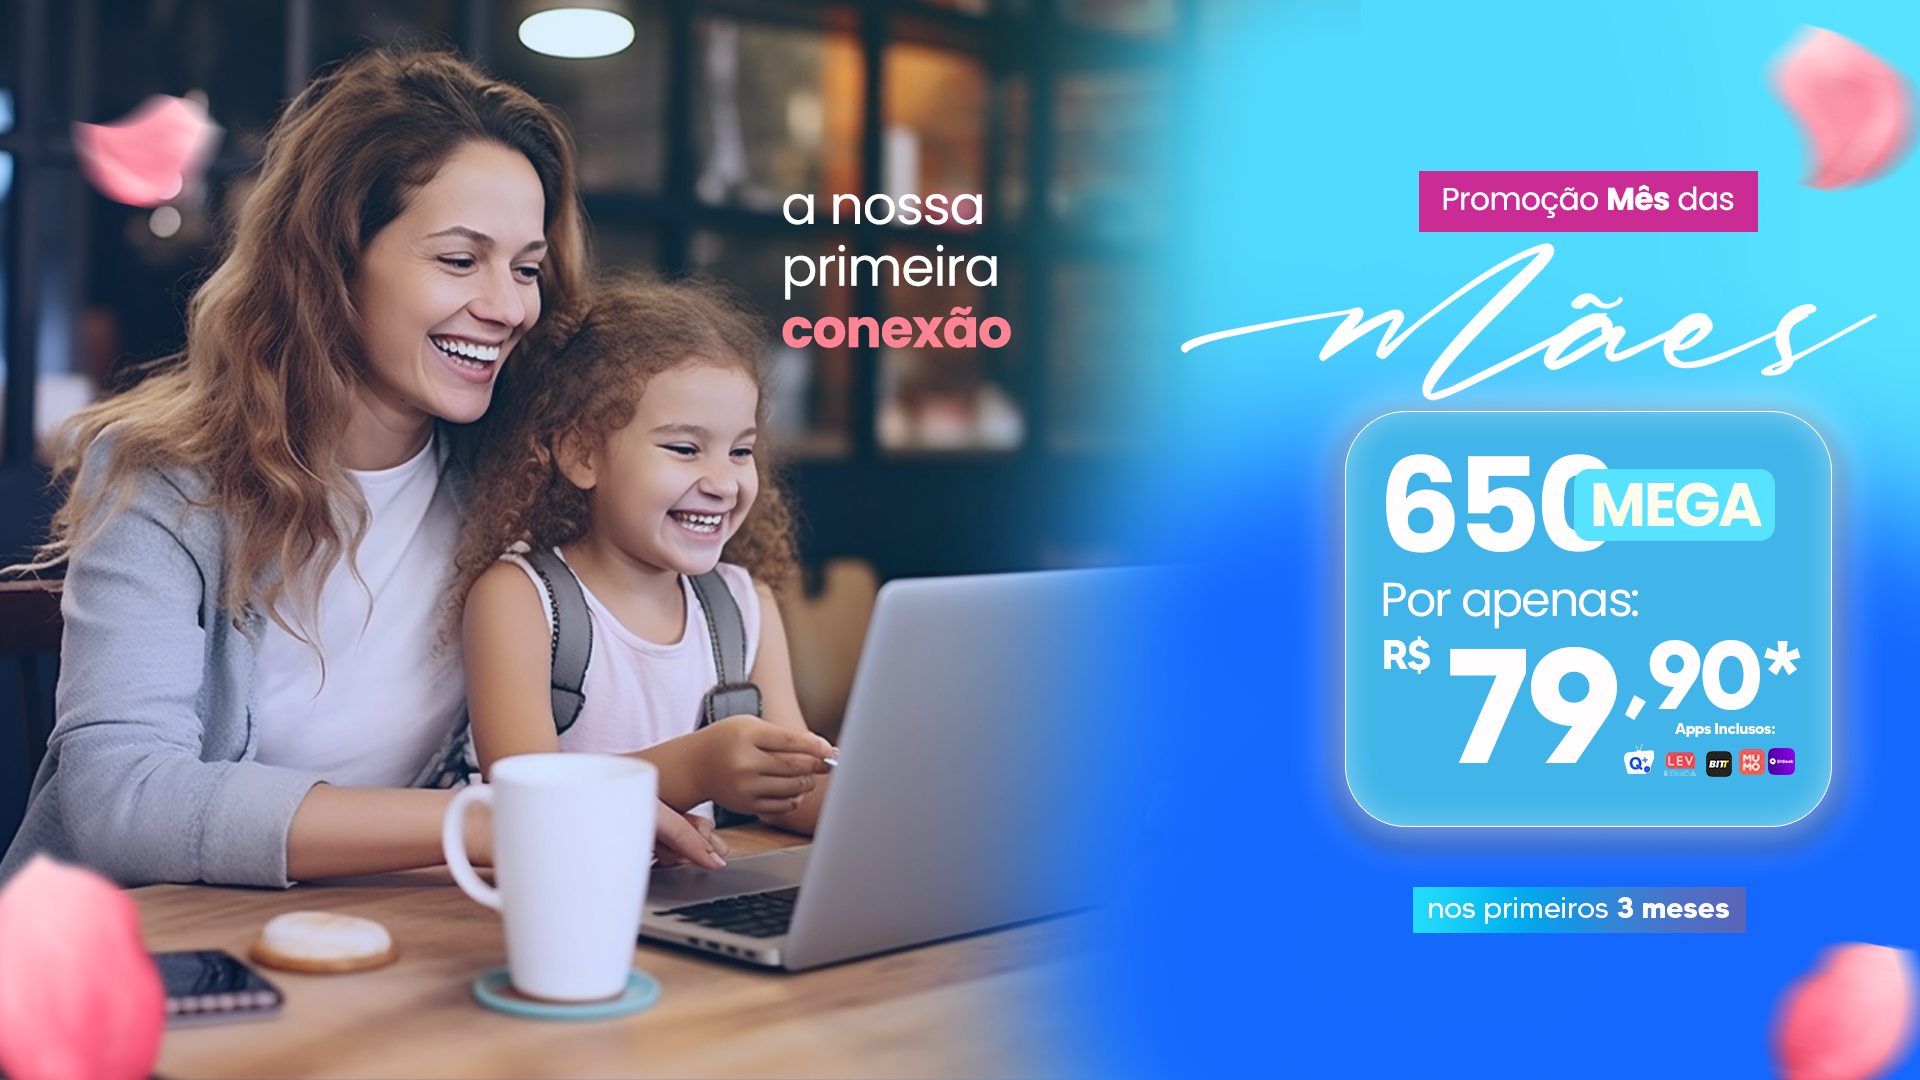 a nossa
primeira
conexão
Promoção Mês das
Mães
650 MEGA
Por apenas:
R$ 79,90*
Apps Inclusos:
Q+ LEV BITT MUMO
nos primeiros 3 meses